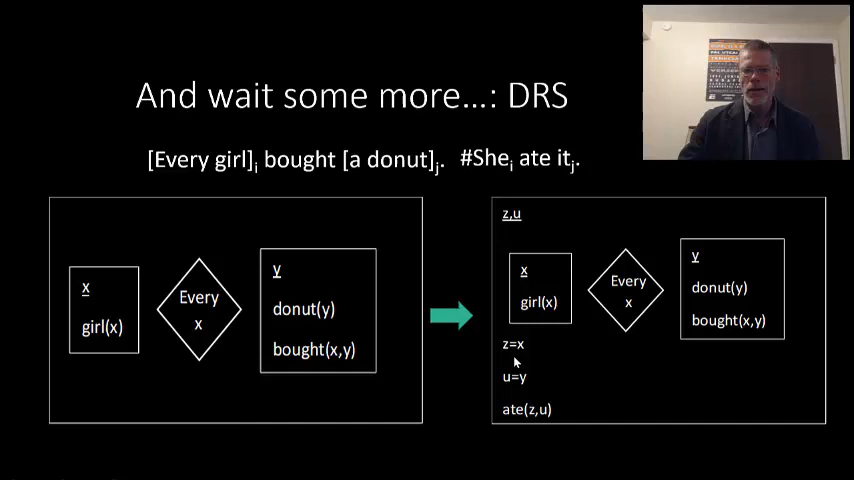 And wait some more…: DRS
[Every girl]i bought [a donut]j. #Shei ate itj.
x
girl(x)
Every
x
y
donut(y)
bought(x,y)
z,u
x
girl(x)
Every
x
y
donut(y)
bought(x,y)
z=x
u=y
ate(z,u)